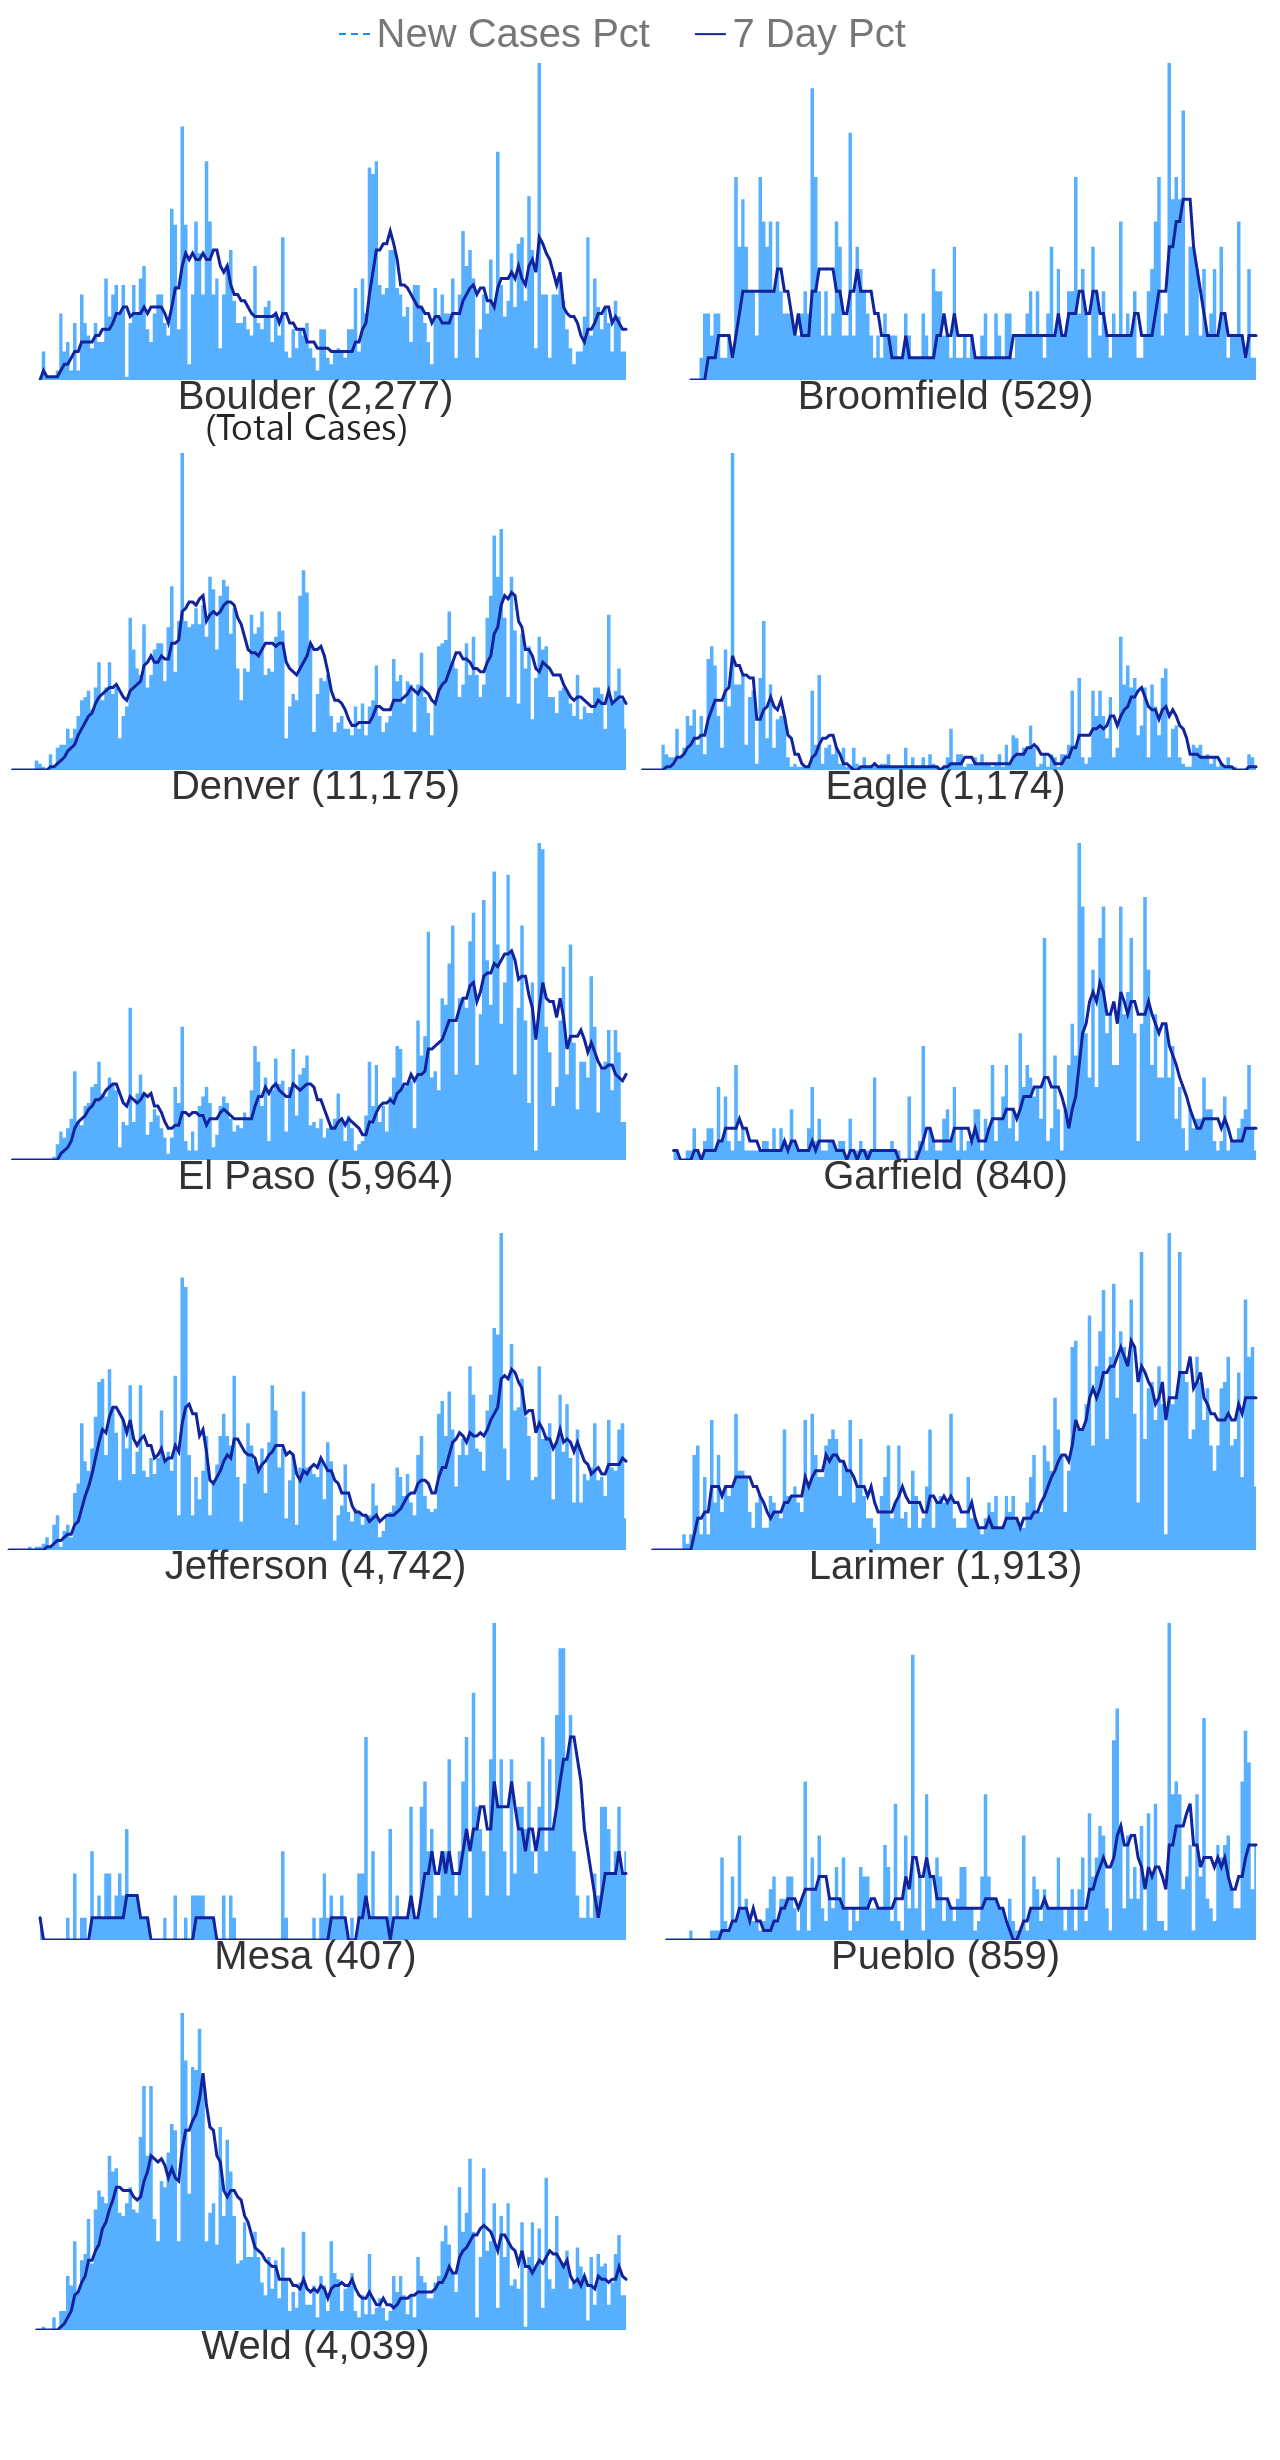 New Cases Pct 7 Day Pct
Boulder (2,277) Broomfield (529)
(Total Cases)
Denver (11,175) Eagle (1,174)
El Paso (5,964) Garfield (840)
Jefferson (4,742) Larimer (1,913)
Mesa (407) Pueblo (859)
Weld (4,039)